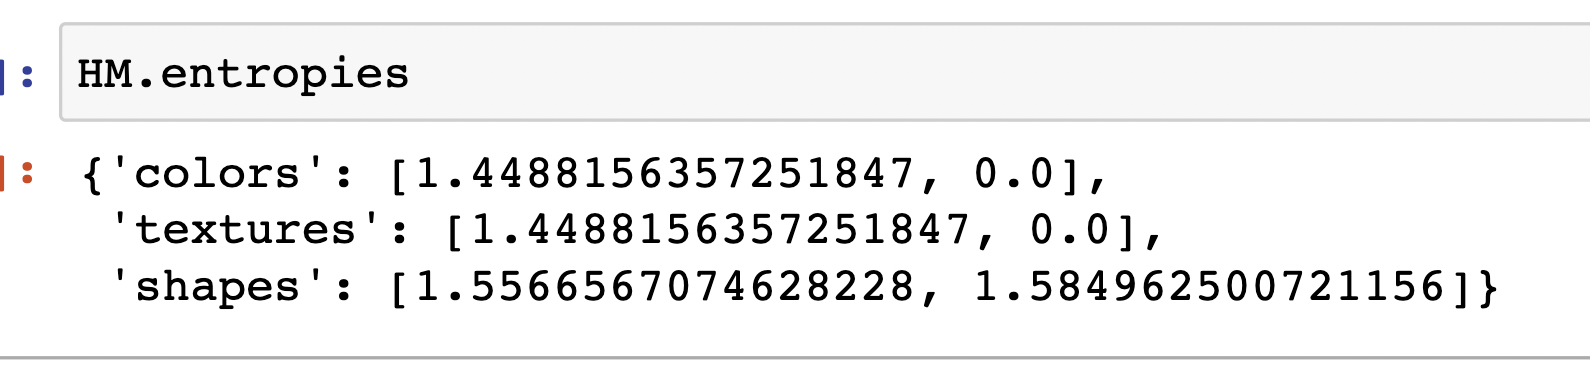 ]: HM.entropies
]: {'colors': [1.4488156357251847, 0.0],
'textures': [1.4488156357251847, 0.0],
'shapes': [1.5566567074628228, 1.584962500721156]}